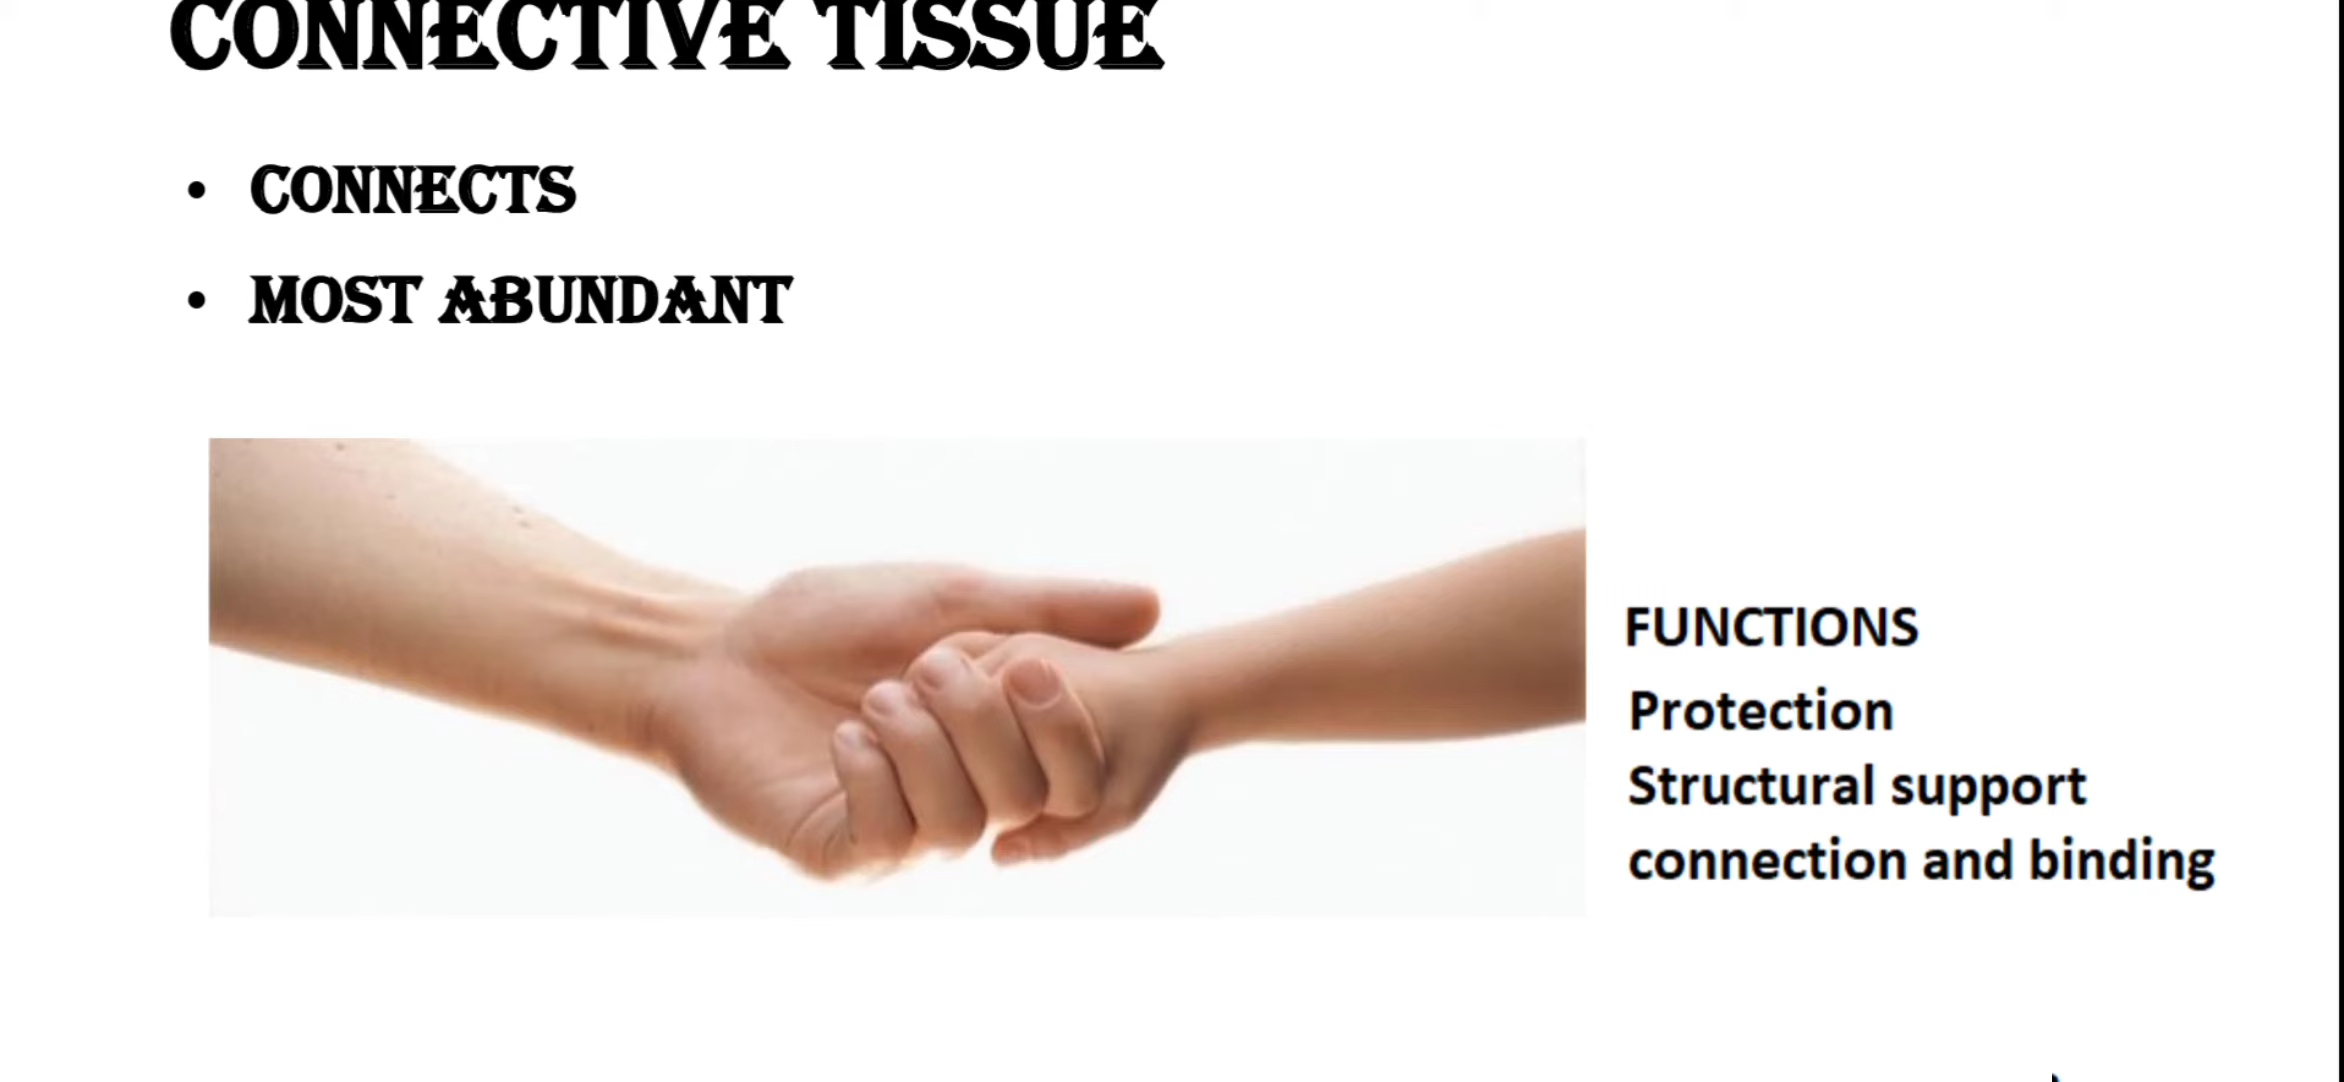 CONNECTIVE TISSUE
• CONNECTS
• MOST ABUNDANT
FUNCTIONS
Protection
Structural support
connection and binding